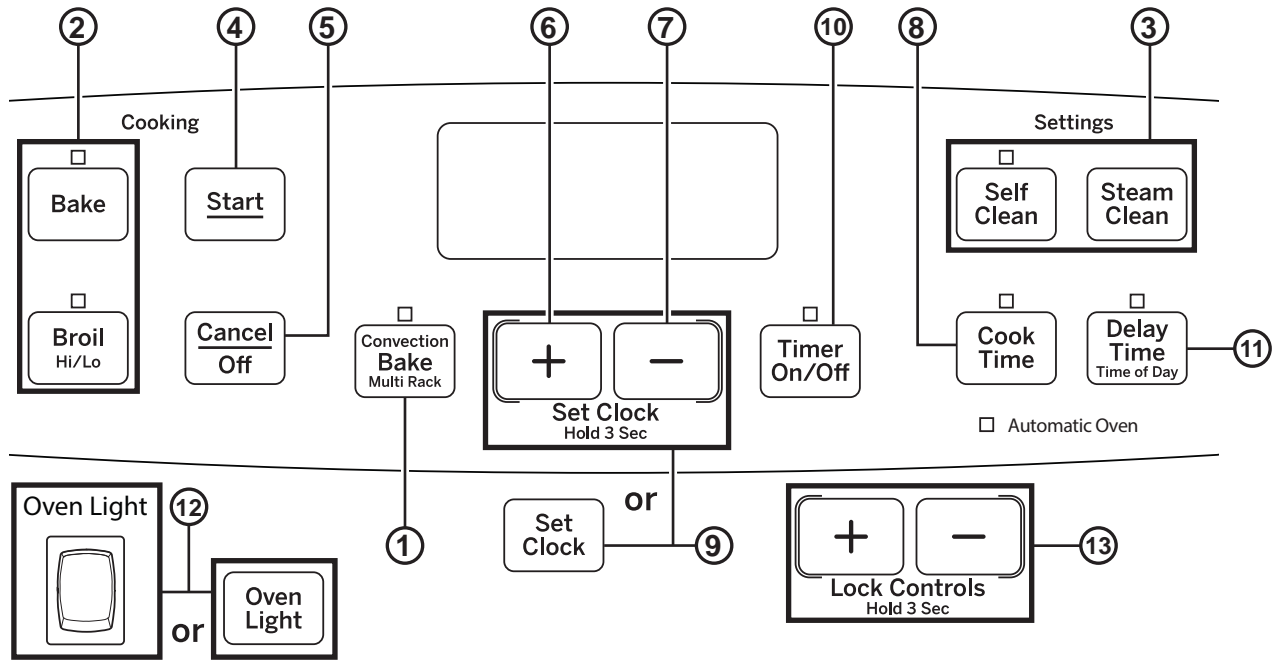 2
4
5
6
7
10
8
3
Cooking
Settings
Bake
Start
Self
Clean
Steam
Clean
Broil
Hi/Lo
Cancel
Off
Convection
Bake
Multi Rack
+
−
Set Clock
Hold 3 Sec
Timer
On/Off
Cook
Time
Delay
Time
Time of Day
11
Automatic Oven
Oven Light
12
or
Oven
Light
1
Set
Clock
or
9
+
−
Lock Controls
Hold 3 Sec
13